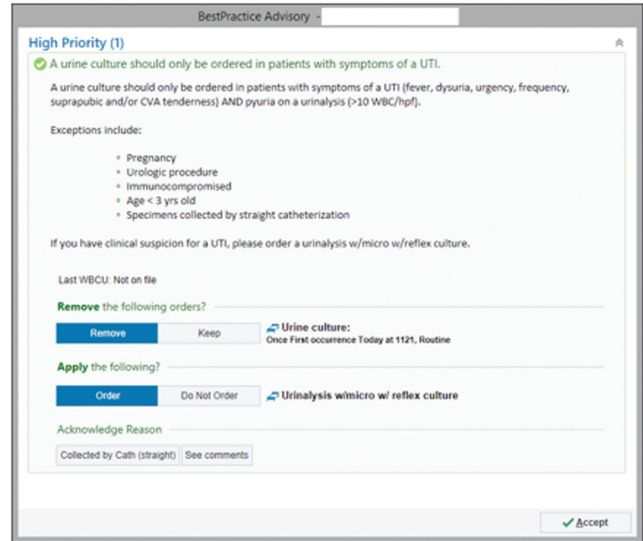 BestPractice Advisory -
High Priority (1)
A urine culture should only be ordered in patients with symptoms of a UTI.
A urine culture should only be ordered in patients with symptoms of a UTI (fever, dysuria, urgency, frequency,
suprapubic and/or CVA tenderness) AND pyuria on a urinalysis (>10 WBC/hpf).
Exceptions include:
Pregnancy
Urologic procedure
Immunocompromised
Age < 3 yrs old
Specimens collected by straight catheterization
If you have clinical suspicion for a UTI, please order a urinalysis w/micro w/reflex culture.
Last WBCU: Not on file
Remove the following orders?
Remove Keep Urine culture:
Once First occurrence Today at 1121, Routine
Apply the following?
Order Do Not Order Urinalysis w/micro w/ reflex culture
Acknowledge Reason
Collected by Cath (straight) See comments
Accept